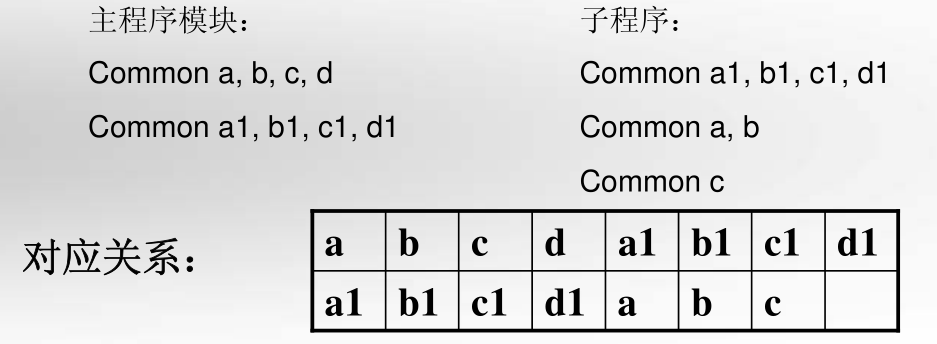 主程序模块：
Common a, b, c, d
Common a1, b1, c1, d1
子程序：
Common a1, b1, c1, d1
Common a, b
Common c
对应关系：
a b c d a1 b1 c1 d1
a1 b1 c1 d1 a b c